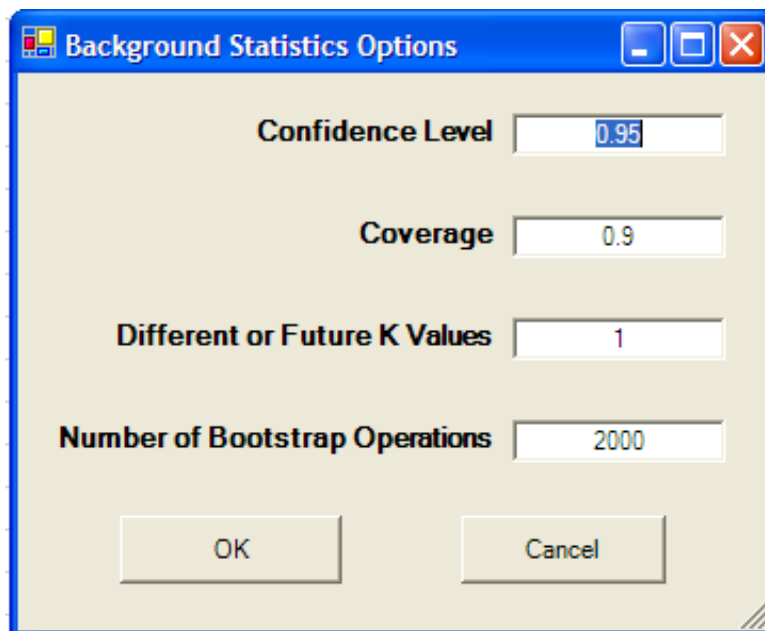 Background Statistics Options
Confidence Level 0.95
Coverage 0.9
Different or Future K Values 1
Number of Bootstrap Operations 2000
OK Cancel